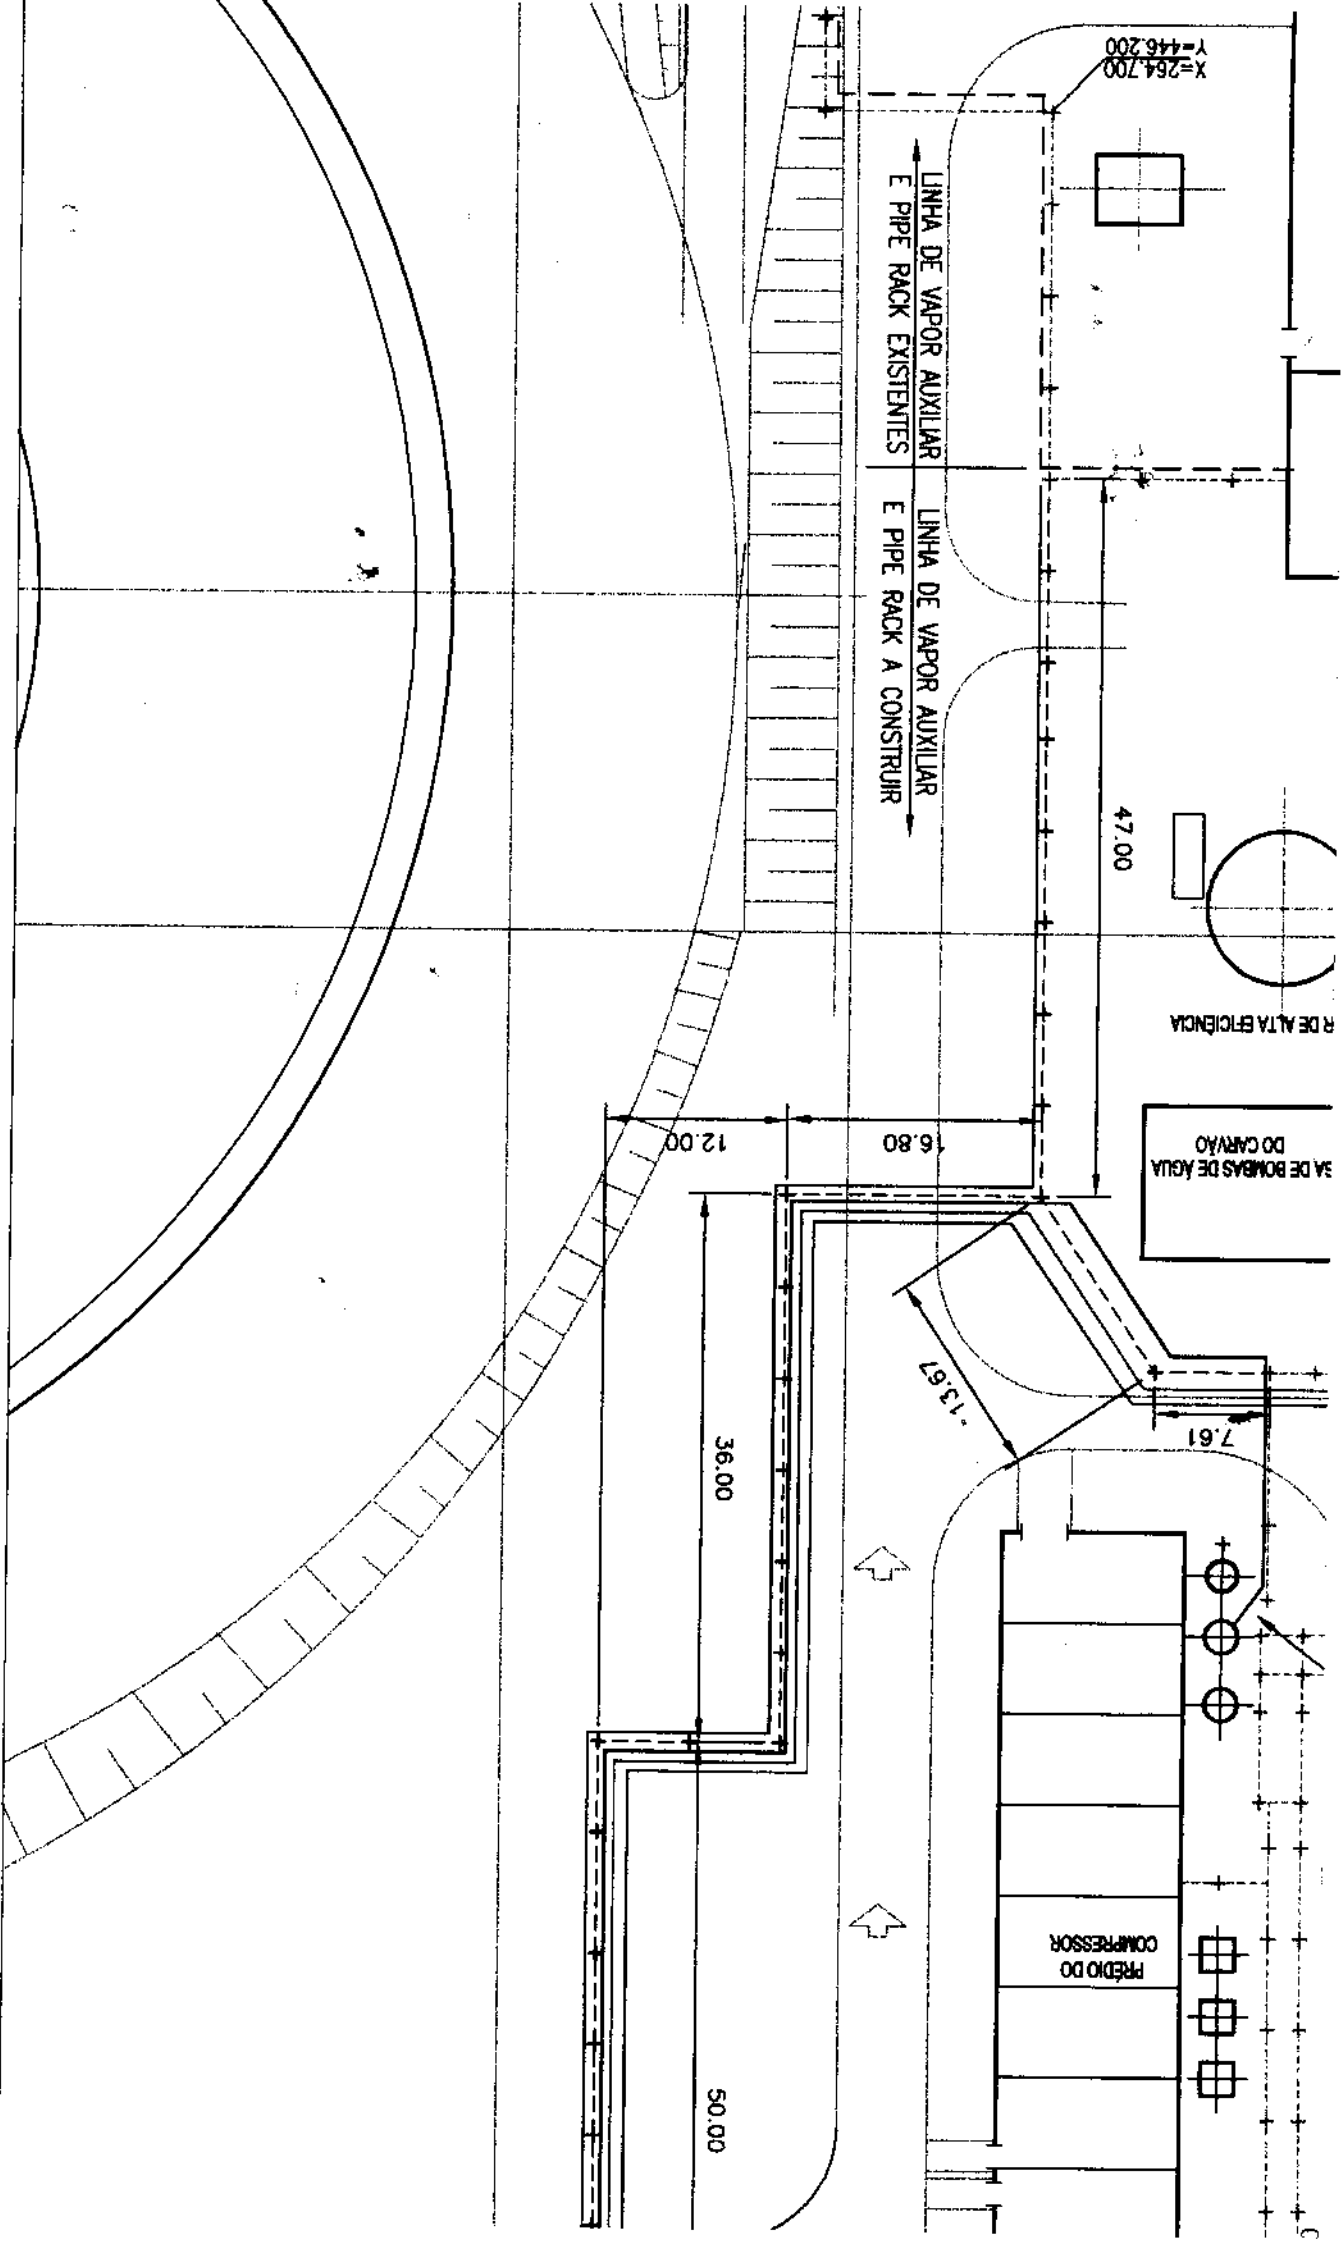 X=264.700
Y=446.200
LINHA DE VAPOR AUXILIAR
E PIPE RACK EXISTENTES
LINHA DE VAPOR AUXILIAR
E PIPE RACK A CONSTRUIR
47.00
R DE ALTA EFICIÊNCIA
SA DE BOMBAS DE ÁGUA
DO CARVÃO
12.00
16.80
13.67
7.61
36.00
PRÉDIO DO
COMPRESSOR
50.00